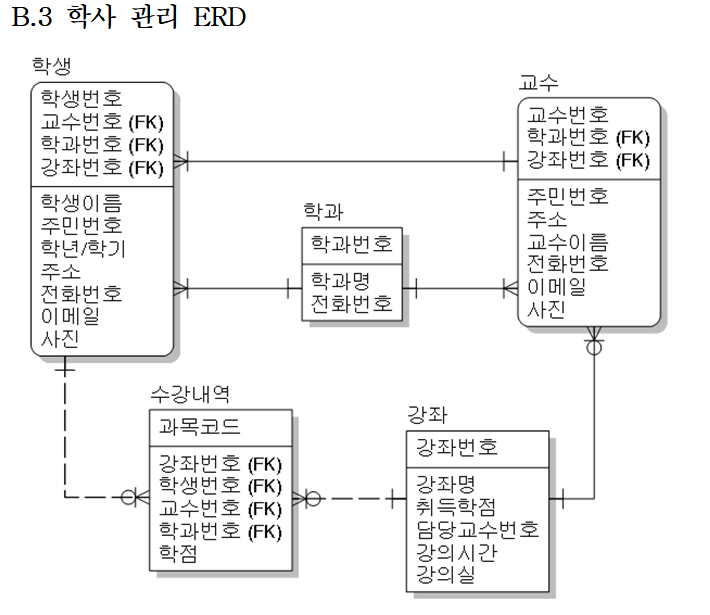 B.3 학사 관리 ERD
학생
학생번호
교수번호 (FK)
학과번호 (FK)
강좌번호 (FK)
학생이름
주민번호
학년/학기
주소
전화번호
이메일
사진
교수
교수번호
학과번호 (FK)
강좌번호 (FK)
주민번호
주소
교수이름
전화번호
이메일
사진
학과
학과번호
학과명
전화번호
수강내역
과목코드
강좌번호 (FK)
학생번호 (FK)
교수번호 (FK)
학과번호 (FK)
학점
강좌
강좌번호
강좌명
취득학점
담당교수번호
강의시간
강의실